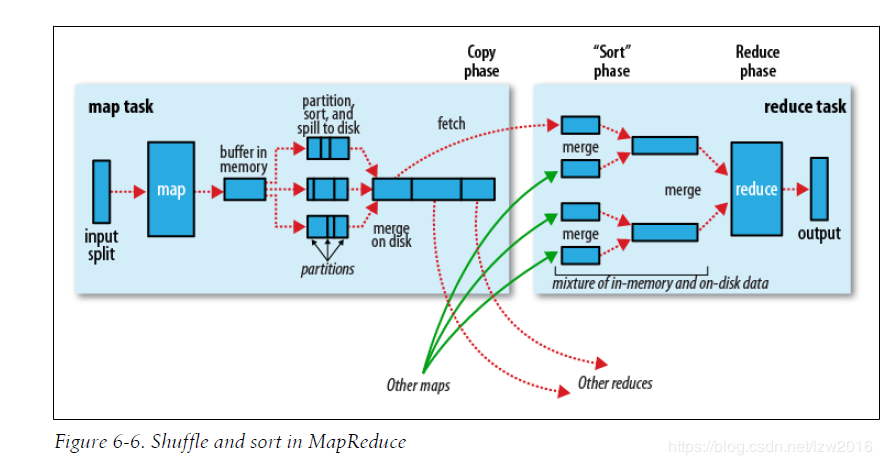 Copy
phase
"Sort"
phase
Reduce
phase
map task
partition,
sort, and
spill to disk
fetch
reduce task
buffer in
memory
map
merge
merge
reduce
input
split
merge
on disk
merge
output
partitions
mixture of in-memory and on-disk data
Other maps
Other reduces
Figure 6-6. Shuffle and sort in MapReduce
https://blog.csdn.net/lzw2016